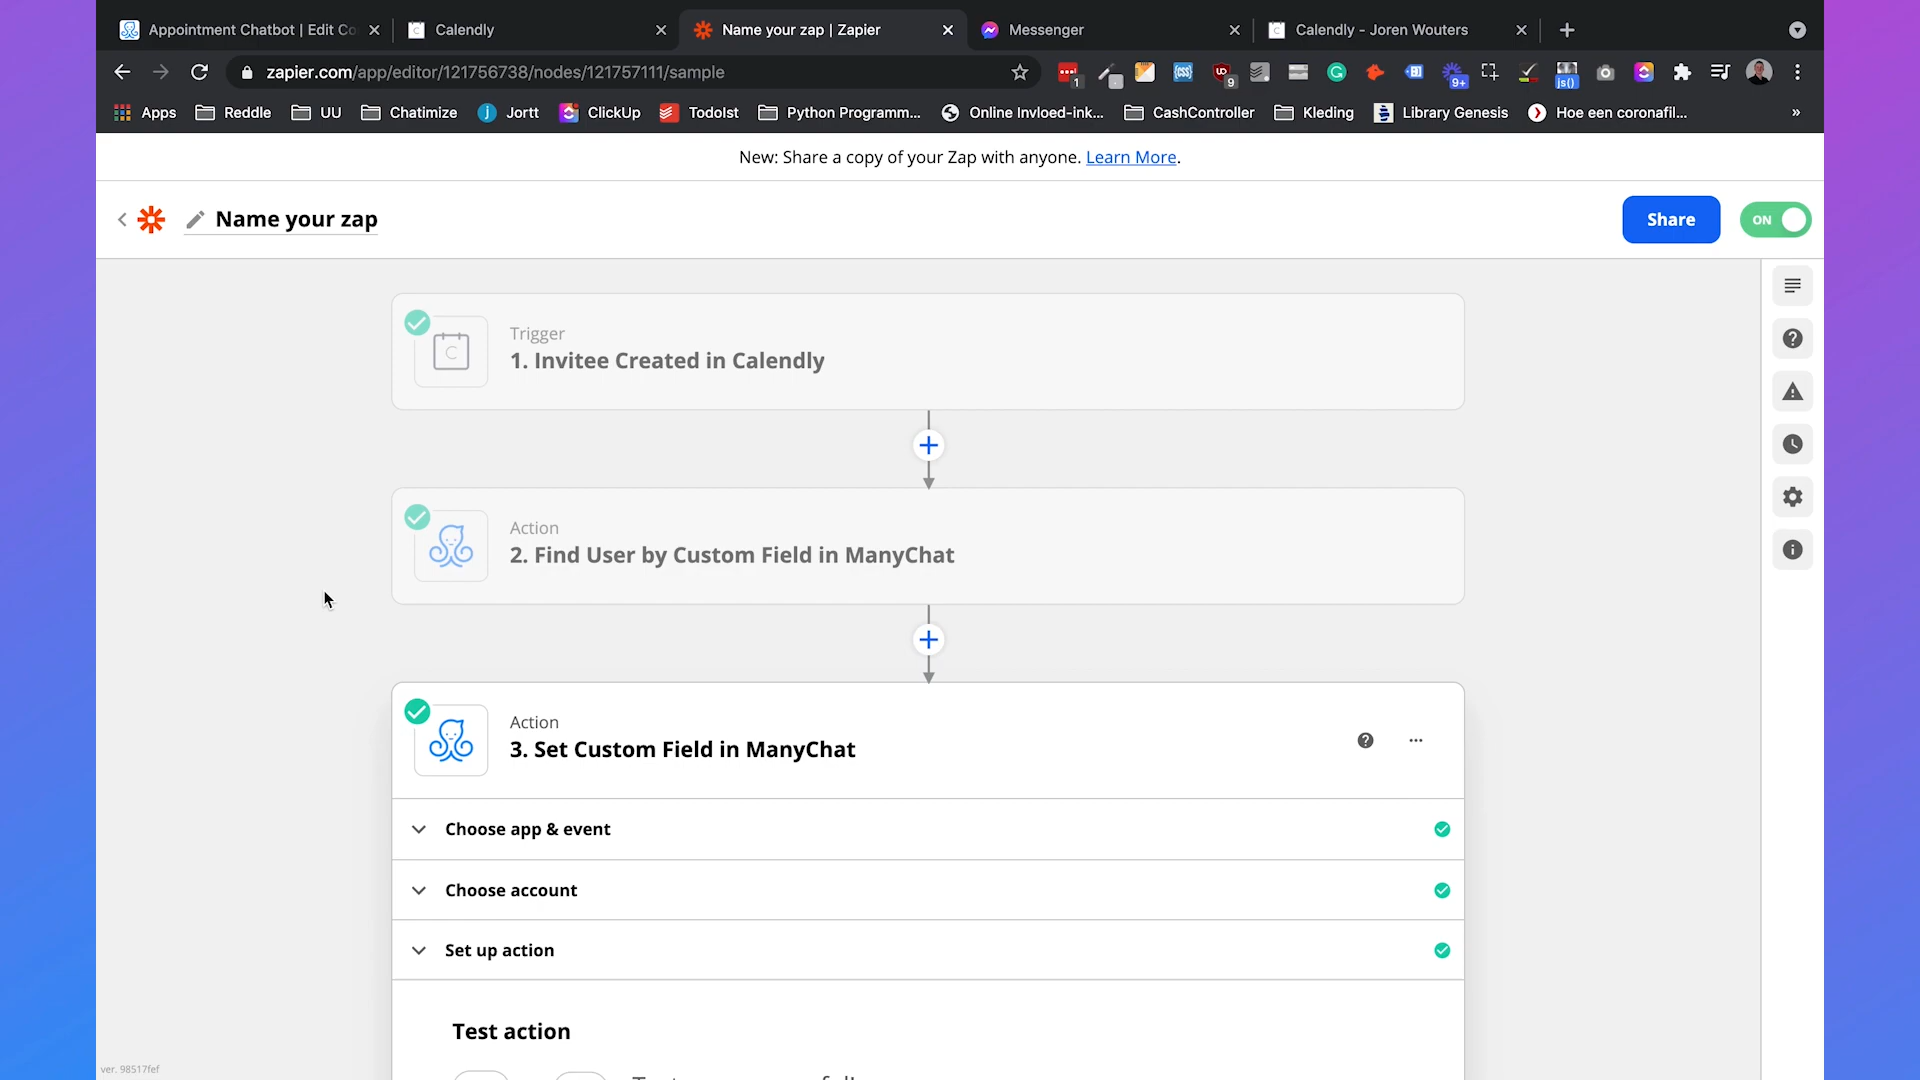 Appointment Chatbot | Edit Co
Calendly
Name your zap | Zapier
Messenger
Calendly - Joren Wouters
zapier.com/app/editor/121756738/nodes/121757111/sample
1
9
9+
js()
Apps
Reddle
UU
Chatimize
Jortt
ClickUp
TodoIst
Python Programm...
Online Invloed-ink...
CashController
Kleding
Library Genesis
Hoe een coronafil...
»
New: Share a copy of your Zap with anyone. Learn More.
Name your zap
Share
ON
Trigger
1. Invitee Created in Calendly
Action
2. Find User by Custom Field in ManyChat
Action
3. Set Custom Field in ManyChat
Choose app & event
Choose account
Set up action
Test action
ver. 98517fef